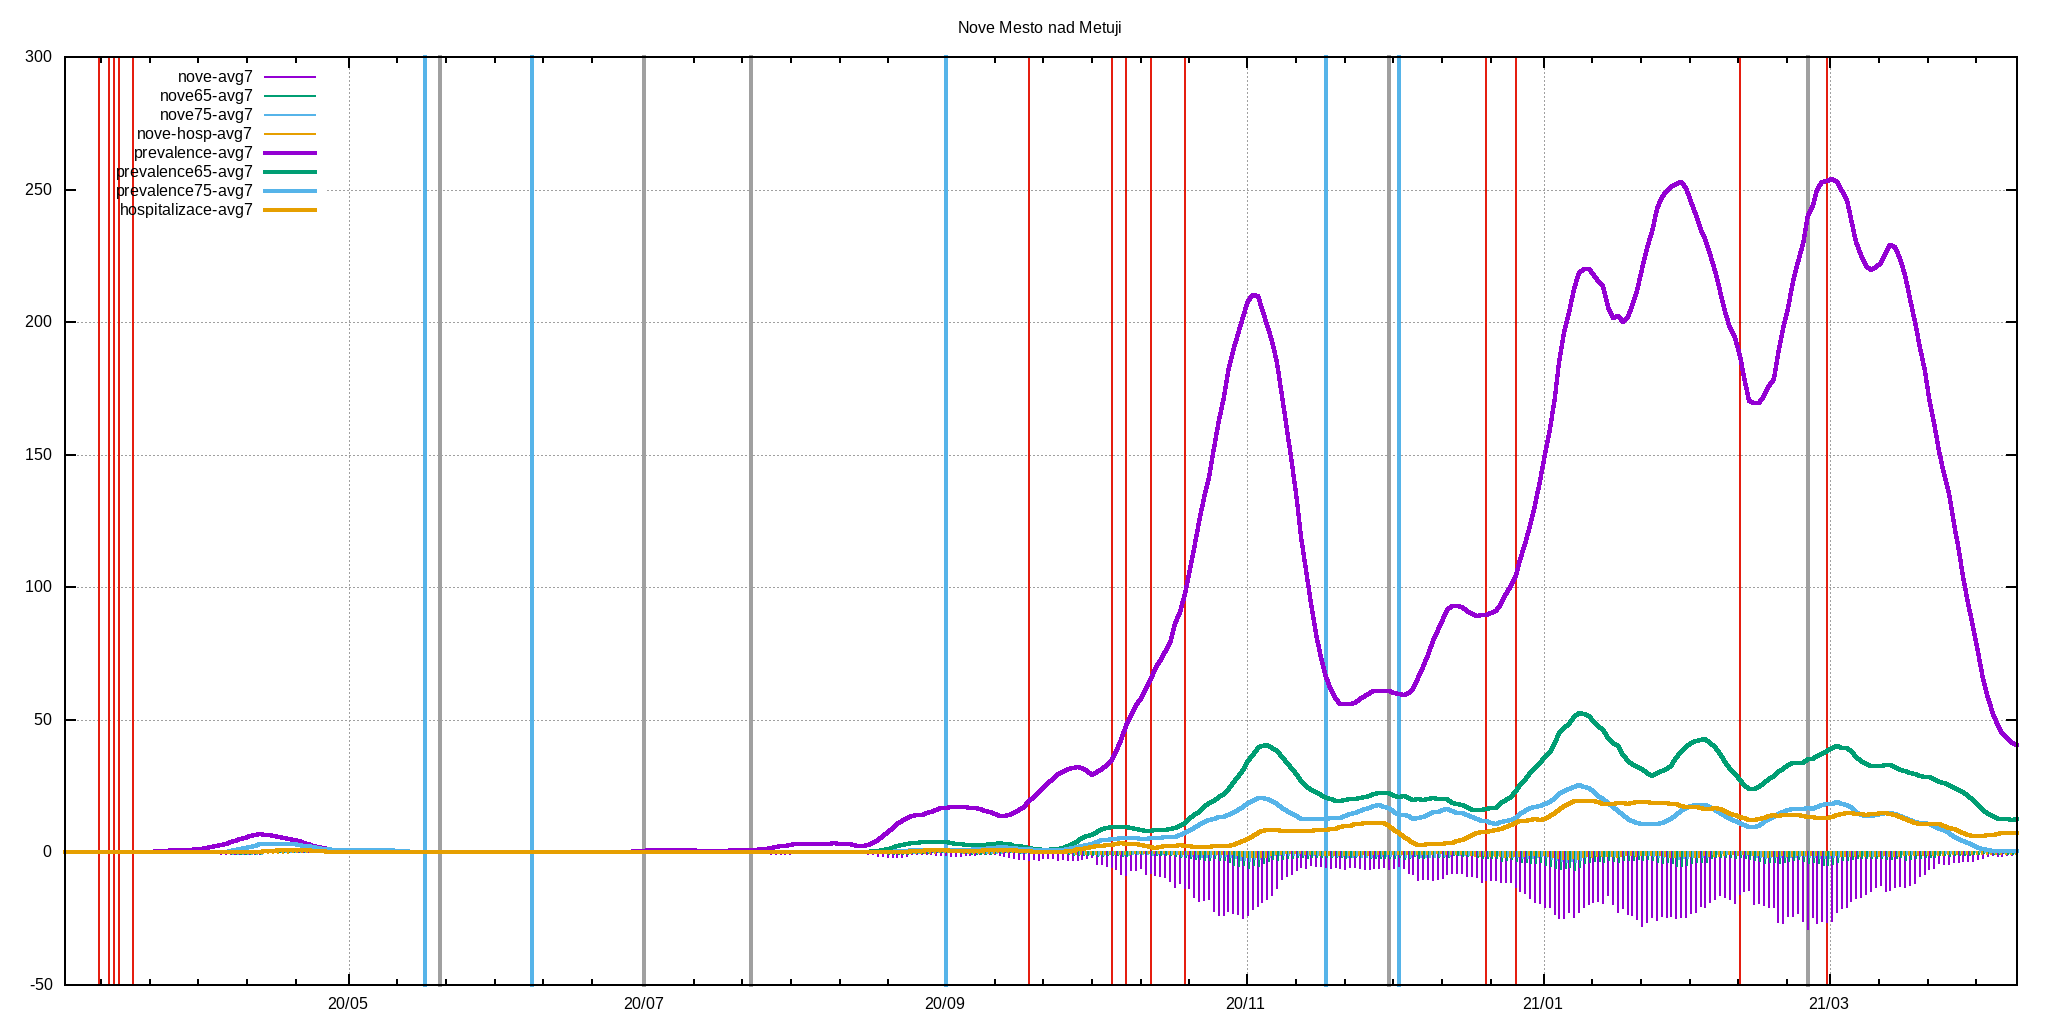 Nove Mesto nad Metuji
300
250
200
150
100
50
0
-50
nove-avg7
nove65-avg7
nove75-avg7
nove-hosp-avg7
prevalence-avg7
prevalence65-avg7
prevalence75-avg7
hospitalizace-avg7
20/05
20/07
20/09
20/11
21/01
21/03